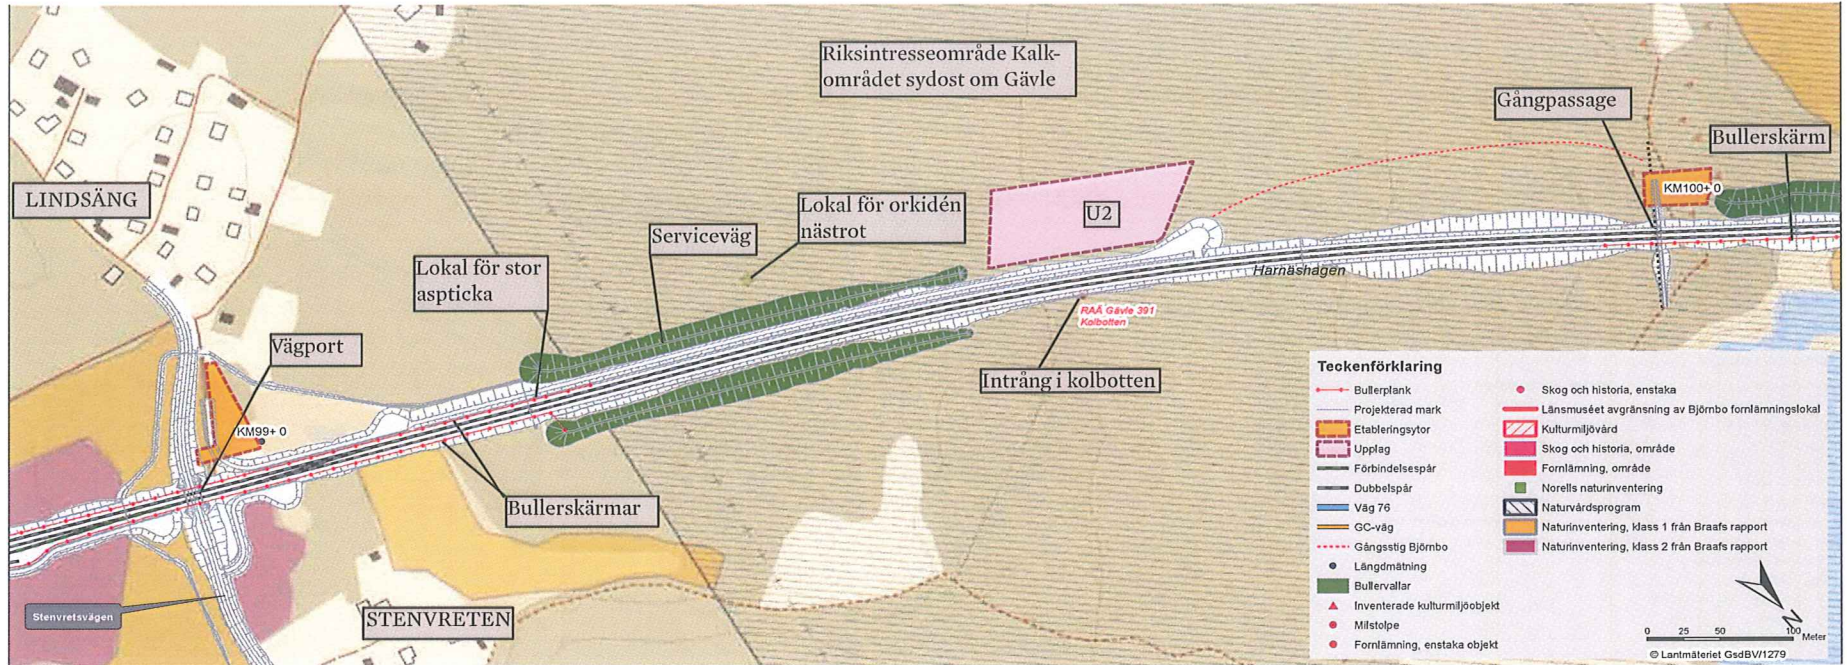 Riksintresseområde Kalk-
området sydost om Gävle
Gångpassage
Bullerskärm
LINDSÄNG
KM100+ 0
Lokal för orkidén
nästrot
U2
Serviceväg
Lokal för stor
aspticka
Harnäshagen
RAÄ Gävle 391
Kolbotten
Vägport
Intrång i kolbotten
KM99+ 0
Bullerskärmar
Stenvretsvägen
STENVRETEN
Teckenförklaring
Bullerplank
Projekterad mark
Etableringsytor
Upplag
Förbindelsespår
Dubbelspår
Väg 76
GC-väg
Gångsstig Björnbo
Längdmätning
Bullervallar
Inventerade kulturmiljöobjekt
Milstolpe
Fornlämning, enstaka objekt
Skog och historia, enstaka
Länsmuséet avgränsning av Björnbo fornlämningslokal
Kulturmiljövård
Skog och historia, område
Fornlämning, område
Norells naturinventering
Naturvårdsprogram
Naturinventering, klass 1 från Braafs rapport
Naturinventering, klass 2 från Braafs rapport
N
0 25 50 100
Meter
© Lantmäteriet GsdBV/1279